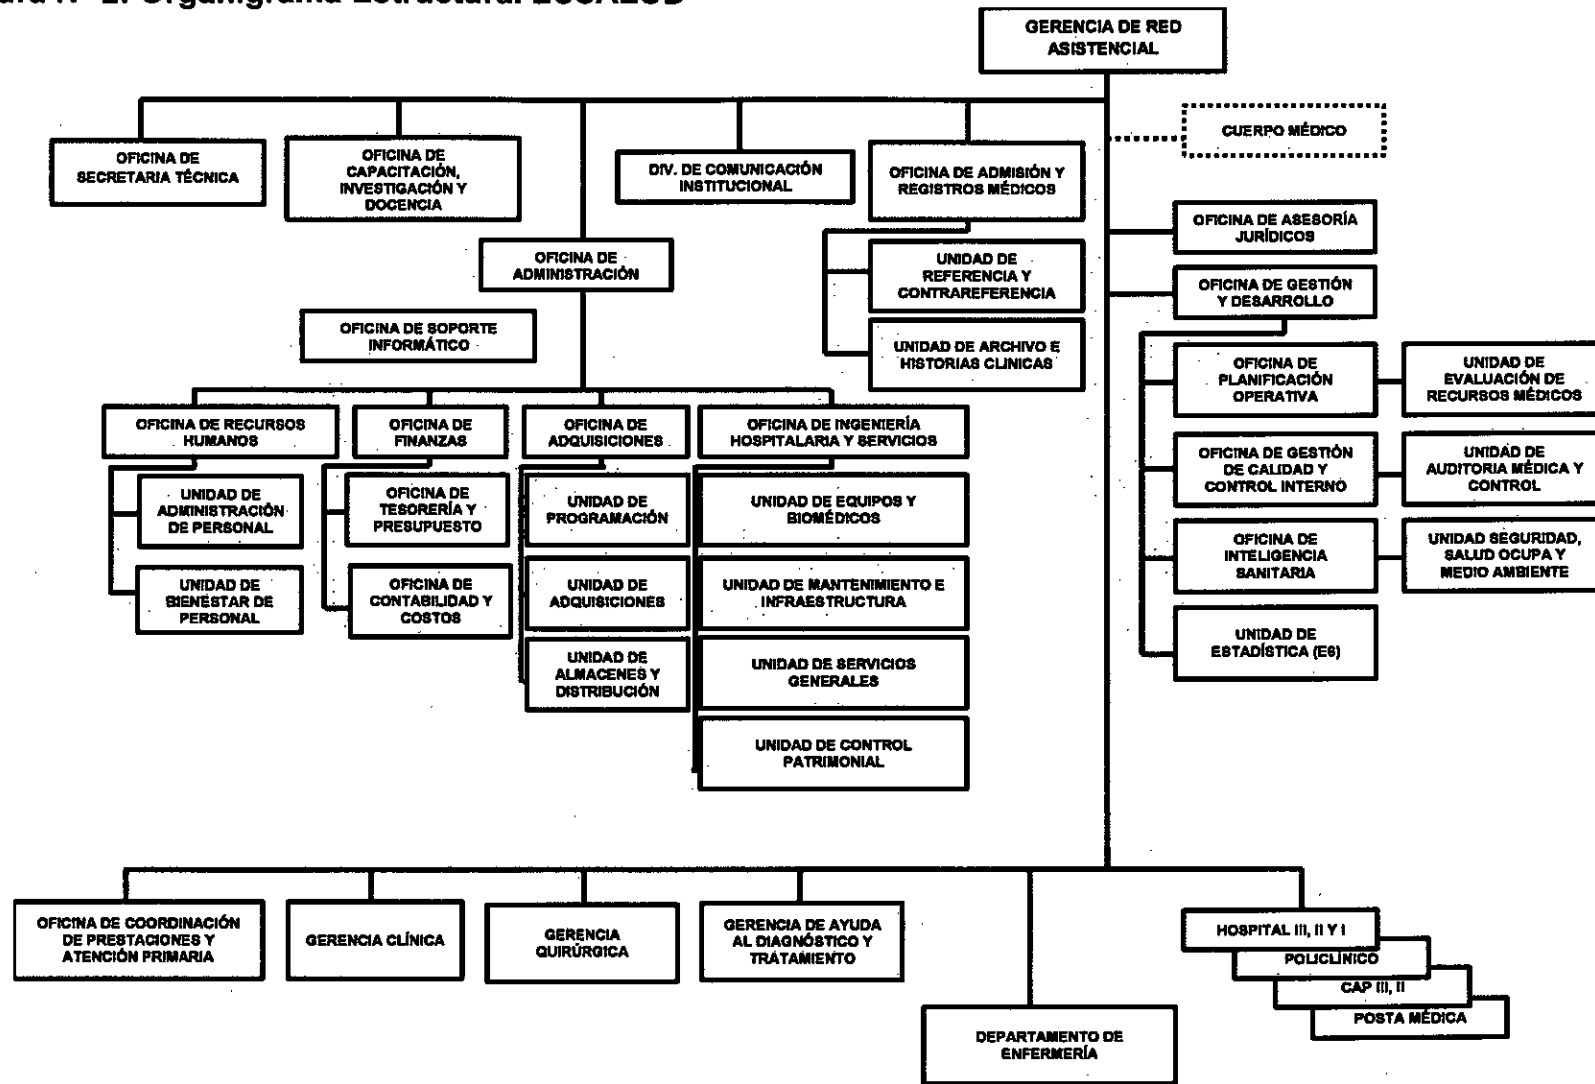 Organigrama Estructural ESSALUD
GERENCIA DE RED
ASISTENCIAL
CUERPO MÉDICO
OFICINA DE
SECRETARIA TÉCNICA
OFICINA DE
CAPACITACIÓN,
INVESTIGACIÓN Y
DOCENCIA
DIV. DE COMUNICACIÓN
INSTITUCIONAL
OFICINA DE ADMISIÓN Y
REGISTROS MÉDICOS
OFICINA DE ASESORÍA
JURÍDICOS
OFICINA DE
ADMINISTRACIÓN
UNIDAD DE
REFERENCIA Y
CONTRAREFERENCIA
OFICINA DE GESTIÓN
Y DESARROLLO
OFICINA DE SOPORTE
INFORMÁTICO
UNIDAD DE ARCHIVO E
HISTORIAS CLINICAS
OFICINA DE
PLANIFICACIÓN
OPERATIVA
UNIDAD DE
EVALUACIÓN DE
RECURSOS MÉDICOS
OFICINA DE RECURSOS
HUMANOS
OFICINA DE
FINANZAS
OFICINA DE
ADQUISICIONES
OFICINA DE INGENIERÍA
HOSPITALARIA Y SERVICIOS
OFICINA DE GESTIÓN
DE CALIDAD Y
CONTROL INTERNO
UNIDAD DE
AUDITORIA MÉDICA Y
CONTROL
UNIDAD DE
ADMINISTRACIÓN
DE PERSONAL
OFICINA DE
TESORERÍA Y
PRESUPUESTO
UNIDAD DE
PROGRAMACIÓN
UNIDAD DE EQUIPOS Y
BIOMÉDICOS
OFICINA DE
INTELIGENCIA
SANITARIA
UNIDAD SEGURIDAD,
SALUD OCUPA Y
MEDIO AMBIENTE
UNIDAD DE
BIENESTAR DE
PERSONAL
OFICINA DE
CONTABILIDAD Y
COSTOS
UNIDAD DE
ADQUISICIONES
UNIDAD DE MANTENIMIENTO E
INFRAESTRUCTURA
UNIDAD DE
ESTADÍSTICA (ES)
UNIDAD DE
ALMACENES Y
DISTRIBUCIÓN
UNIDAD DE SERVICIOS
GENERALES
UNIDAD DE CONTROL
PATRIMONIAL
OFICINA DE COORDINACIÓN
DE PRESTACIONES Y
ATENCIÓN PRIMARIA
GERENCIA CLÍNICA
GERENCIA
QUIRÚRGICA
GERENCIA DE AYUDA
AL DIAGNÓSTICO Y
TRATAMIENTO
HOSPITAL III, II Y I
POLICLÍNICO
CAP III, II
POSTA MÉDICA
DEPARTAMENTO DE
ENFERMERÍA